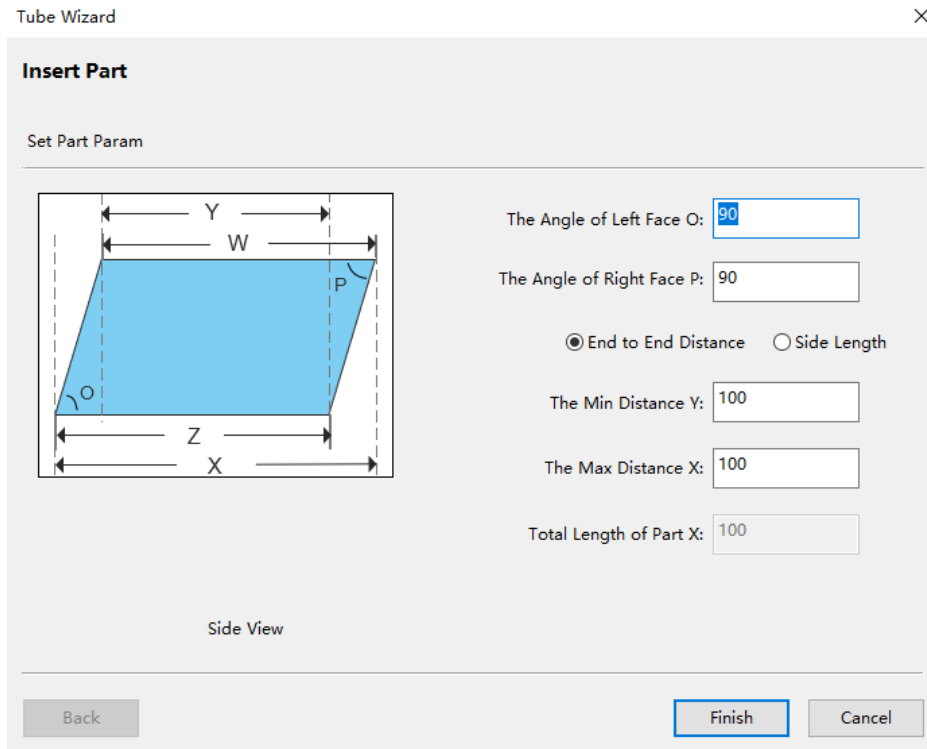 Tube Wizard
Insert Part
Set Part Param
Y
W
P
O
Z
X
The Angle of Left Face O: 90
The Angle of Right Face P: 90
End to End Distance Side Length
The Min Distance Y: 100
The Max Distance X: 100
Total Length of Part X: 100
Side View
Back Finish Cancel